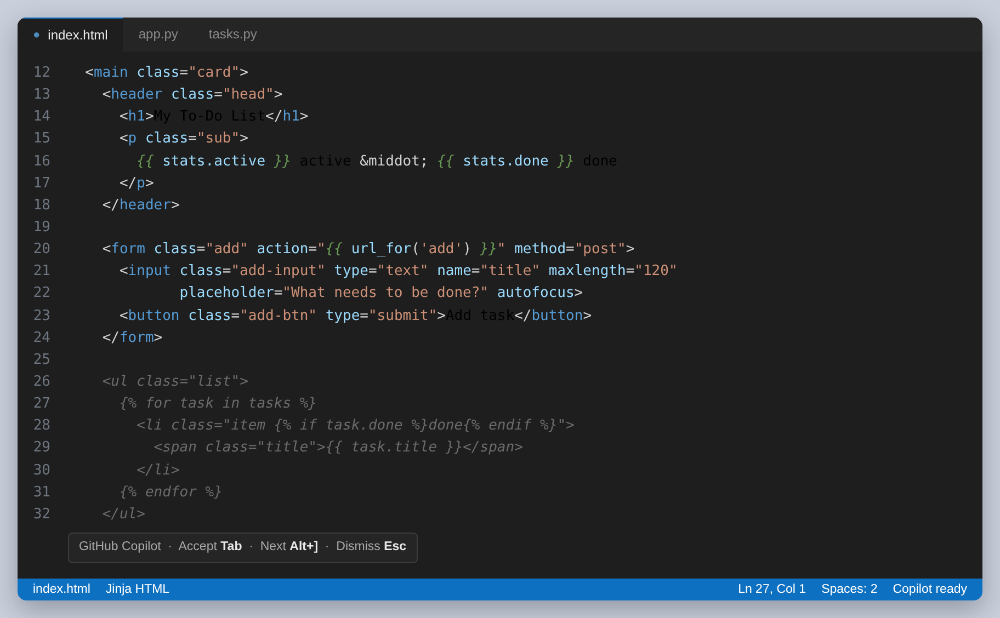 index.html app.py tasks.py
12 <main class="card">
13 <header class="head">
14 <h1>My To-Do List</h1>
15 <p class="sub">
16 {{ stats.active }} active &middot; {{ stats.done }} done
17 </p>
18 </header>
19
20 <form class="add" action="{{ url_for('add') }}" method="post">
21 <input class="add-input" type="text" name="title" maxlength="120"
22 placeholder="What needs to be done?" autofocus>
23 <button class="add-btn" type="submit">Add task</button>
24 </form>
25
26 <ul class="list">
27 {% for task in tasks %}
28 <li class="item {% if task.done %}done{% endif %}">
29 <span class="title">{{ task.title }}</span>
30 </li>
31 {% endfor %}
32 </ul>
GitHub Copilot · Accept Tab · Next Alt+] · Dismiss Esc
index.html Jinja HTML Ln 27, Col 1 Spaces: 2 Copilot ready